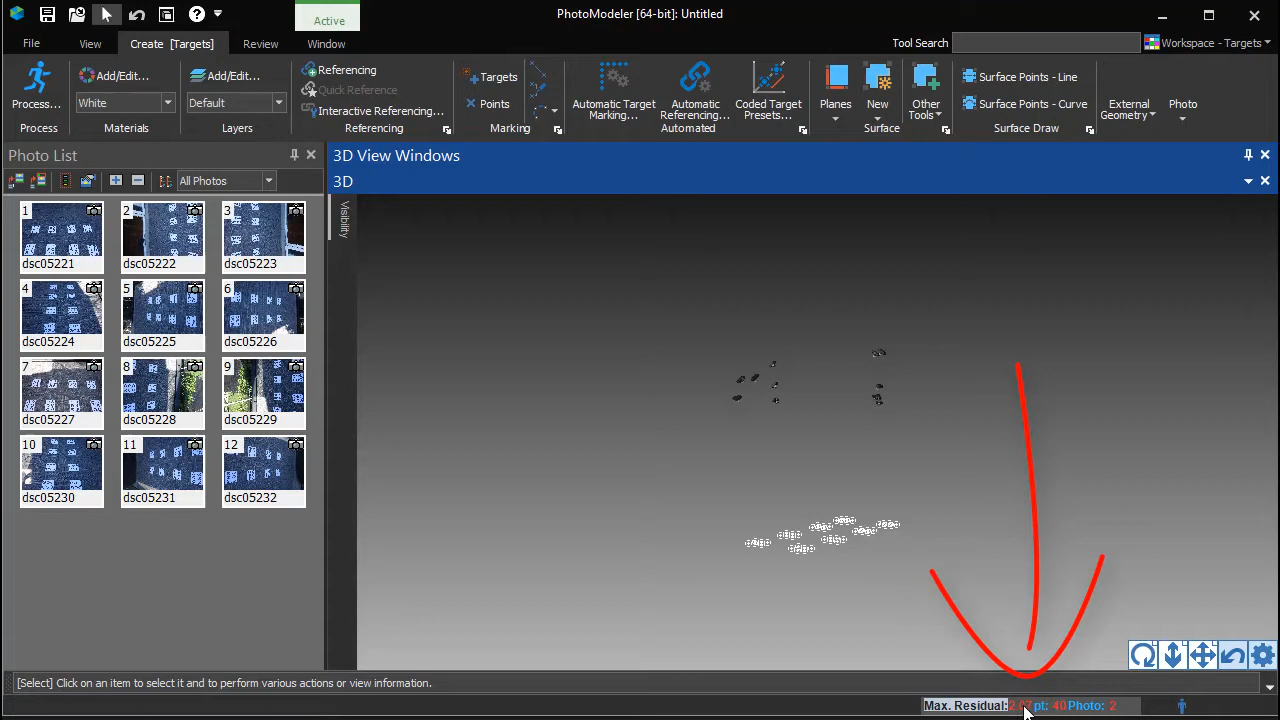 PhotoModeler [64-bit]: Untitled
Active
File View Create [Targets] Review Window Tool Search Workspace - Targets
Process... Process
Add/Edit... White Materials
Add/Edit... Default Layers
Referencing
Quick Reference
Interactive Referencing...
Referencing
Targets
Points
Marking
Automatic Target Marking...
Automatic Referencing...
Coded Target Presets...
Automated
Planes New Other Tools
Surface
Surface Points - Line
Surface Points - Curve
Surface Draw
External Geometry
Photo
Photo List
All Photos
1 2 3
dsc05221 dsc05222 dsc05223
4 5 6
dsc05224 dsc05225 dsc05226
7 8 9
dsc05227 dsc05228 dsc05229
10 11 12
dsc05230 dsc05231 dsc05232
3D View Windows
3D
Visibility
[Select] Click on an item to select it and to perform various actions or view information.
Max. Residual: 2.07 pt: 40 Photo: 2